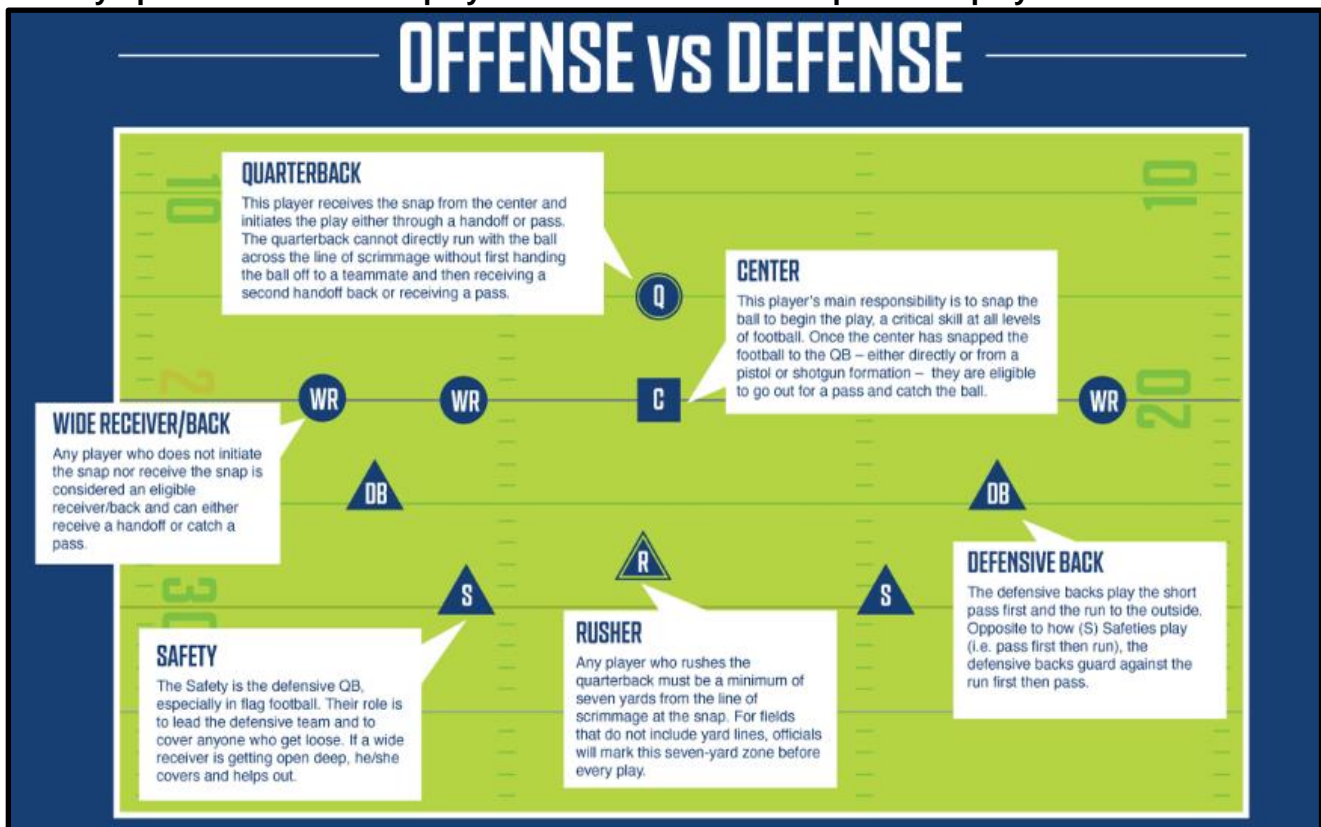 OFFENSE VS DEFENSE
10
10
QUARTERBACK
This player receives the snap from the center and
initiates the play either through a handoff or pass.
The quarterback cannot directly run with the ball
across the line of scrimmage without first handing
the ball off to a teammate and then receiving a
second handoff back or receiving a pass.
Q
CENTER
This player's main responsibility is to snap the
ball to begin the play, a critical skill at all levels
of football. Once the center has snapped the
football to the QB – either directly or from a
pistol or shotgun formation – they are eligible
to go out for a pass and catch the ball.
2
WR
WR
C
WR
20
WIDE RECEIVER/BACK
Any player who does not initiate
the snap nor receive the snap is
considered an eligible
receiver/back and can either
receive a handoff or catch a
pass.
DB
DB
R
S
S
30
DEFENSIVE BACK
The defensive backs play the short
pass first and the run to the outside.
Opposite to how (S) Safeties play
(i.e. pass first then run), the
defensive backs guard against the
run first then pass.
SAFETY
The Safety is the defensive QB,
especially in flag football. Their role is
to lead the defensive team and to
cover anyone who get loose. If a wide
receiver is getting open deep, he/she
covers and helps out.
RUSHER
Any player who rushes the
quarterback must be a minimum of
seven yards from the line of
scrimmage at the snap. For fields
that do not include yard lines, officials
will mark this seven-yard zone before
every play.